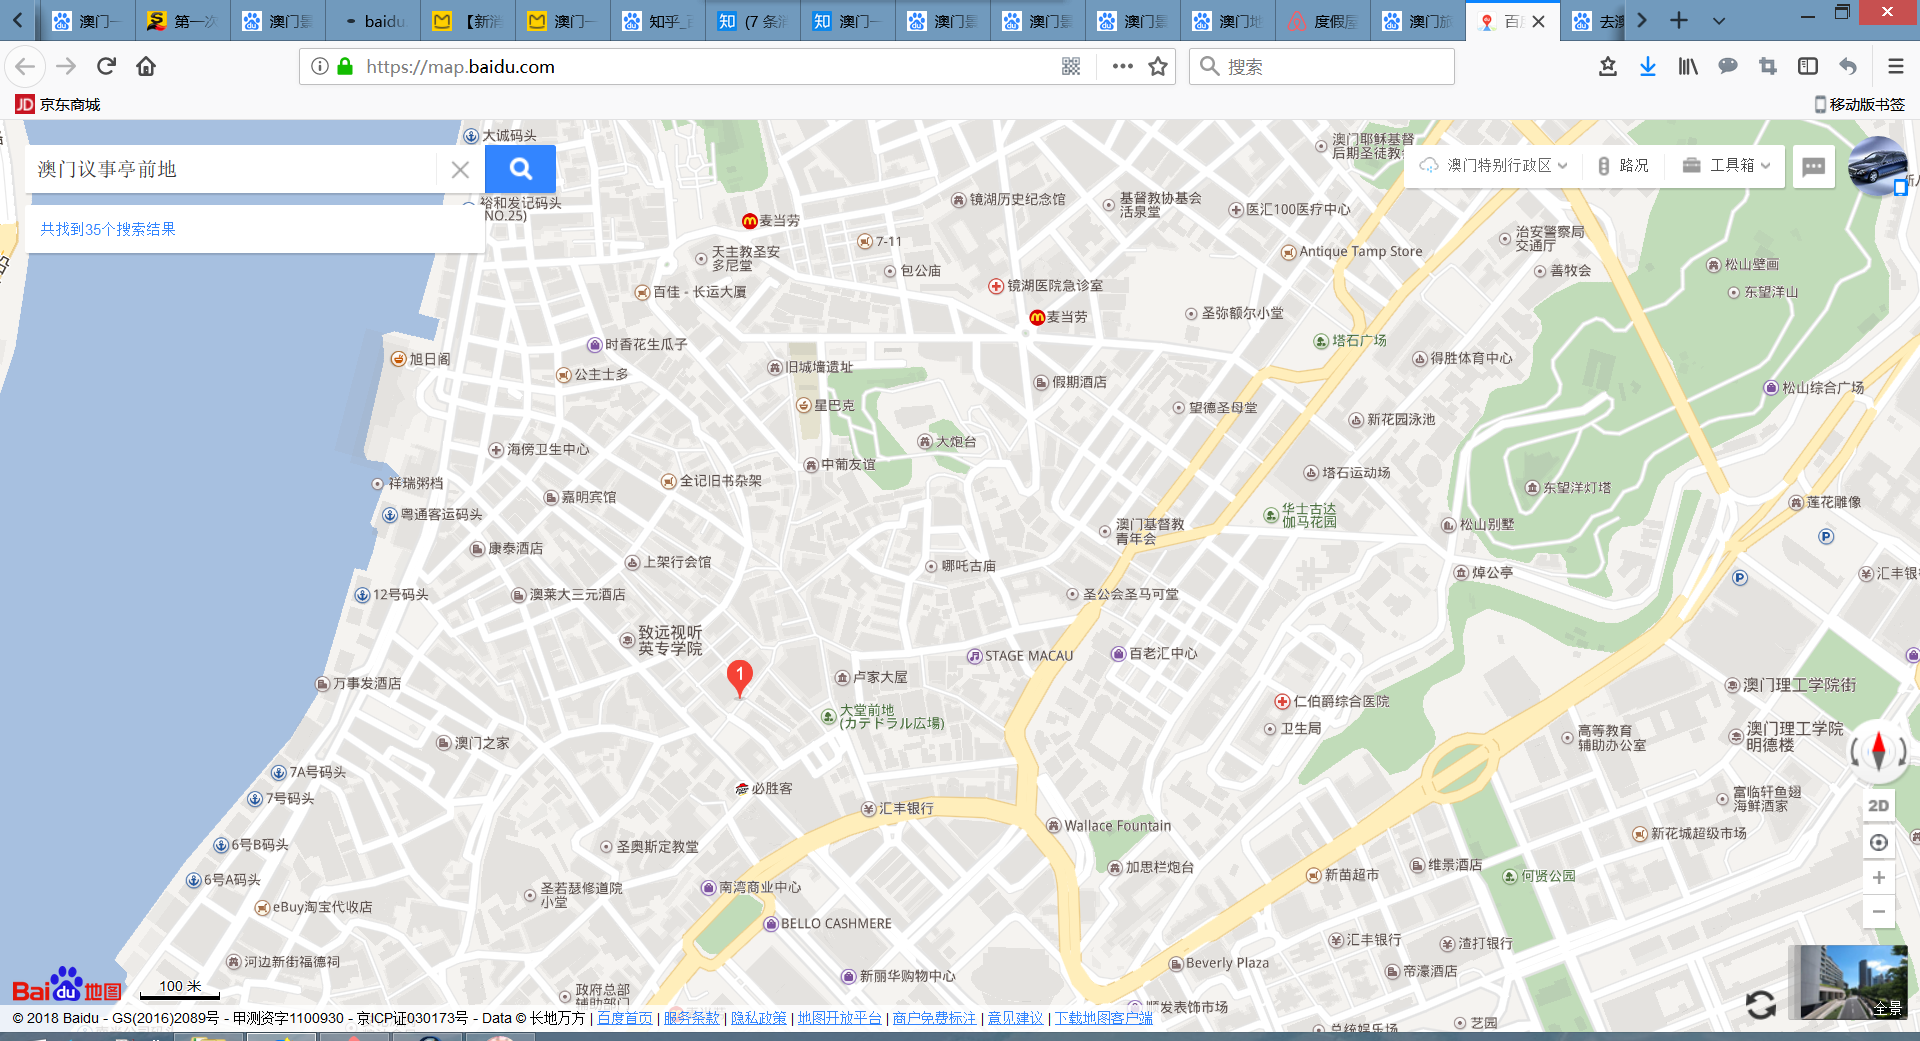 澳门一
第一次
澳门景
baidu
【新消
澳门一
知乎_百
(7 条消
澳门一
澳门景
澳门景
澳门景
澳门地
度假屋
澳门旅
百度
去澳
https://map.baidu.com
搜索
JD 京东商城
移动版书签
澳门议事亭前地
共找到35个搜索结果
澳门特别行政区
路况
工具箱
大诚码头
澳门耶稣基督
后期圣徒教会
裕和发记码头
(NO.25)
麦当劳
镜湖历史纪念馆
基督教协基会
活泉堂
医汇100医疗中心
治安警察局
交通厅
7-11
天主教圣安
多尼堂
包公庙
Antique Tamp Store
善牧会
松山壁画
东望洋山
百佳 - 长运大厦
镜湖医院急诊室
麦当劳
圣弥额尔小堂
塔石广场
时香花生瓜子
旭日阁
公主士多
旧城墙遗址
假期酒店
得胜体育中心
松山综合广场
星巴克
望德圣母堂
新花园泳池
大炮台
海傍卫生中心
中葡友谊
塔石运动场
祥瑞粥档
全记旧书杂架
嘉明宾馆
东望洋灯塔
莲花雕像
粤通客运码头
华士古达
伽马花园
澳门基督教
青年会
松山别墅
康泰酒店
上架行会馆
哪吒古庙
焯公亭
汇丰银行
12号码头
澳莱大三元酒店
圣公会圣马可堂
致远视听
英专学院
STAGE MACAU
百老汇中心
1
卢家大屋
万事发酒店
澳门理工学院街
大堂前地
(カテドラル広場)
仁伯爵综合医院
卫生局
高等教育
辅助办公室
澳门理工学院
明德楼
澳门之家
7A号码头
7号码头
必胜客
汇丰银行
富临轩鱼翅
海鲜酒家
2D
Wallace Fountain
新花城超级市场
6号B码头
圣奥斯定教堂
加思栏炮台
维景酒店
新苗超市
何贤公园
6号A码头
圣若瑟修道院
小堂
南湾商业中心
eBuy淘宝代收店
BELLO CASHMERE
汇丰银行
渣打银行
河边新街福德祠
新丽华购物中心
Beverly Plaza
帝濠酒店
Baidu地图
100 米
政府总部
辅助部门
顺发表饰市场
全景
总统娱乐场
艺园
© 2018 Baidu - GS(2016)2089号 - 甲测资字1100930 - 京ICP证030173号 - Data © 长地万方 | 百度首页 | 服务条款 | 隐私政策 | 地图开放平台 | 商户免费标注 | 意见建议 | 下载地图客户端